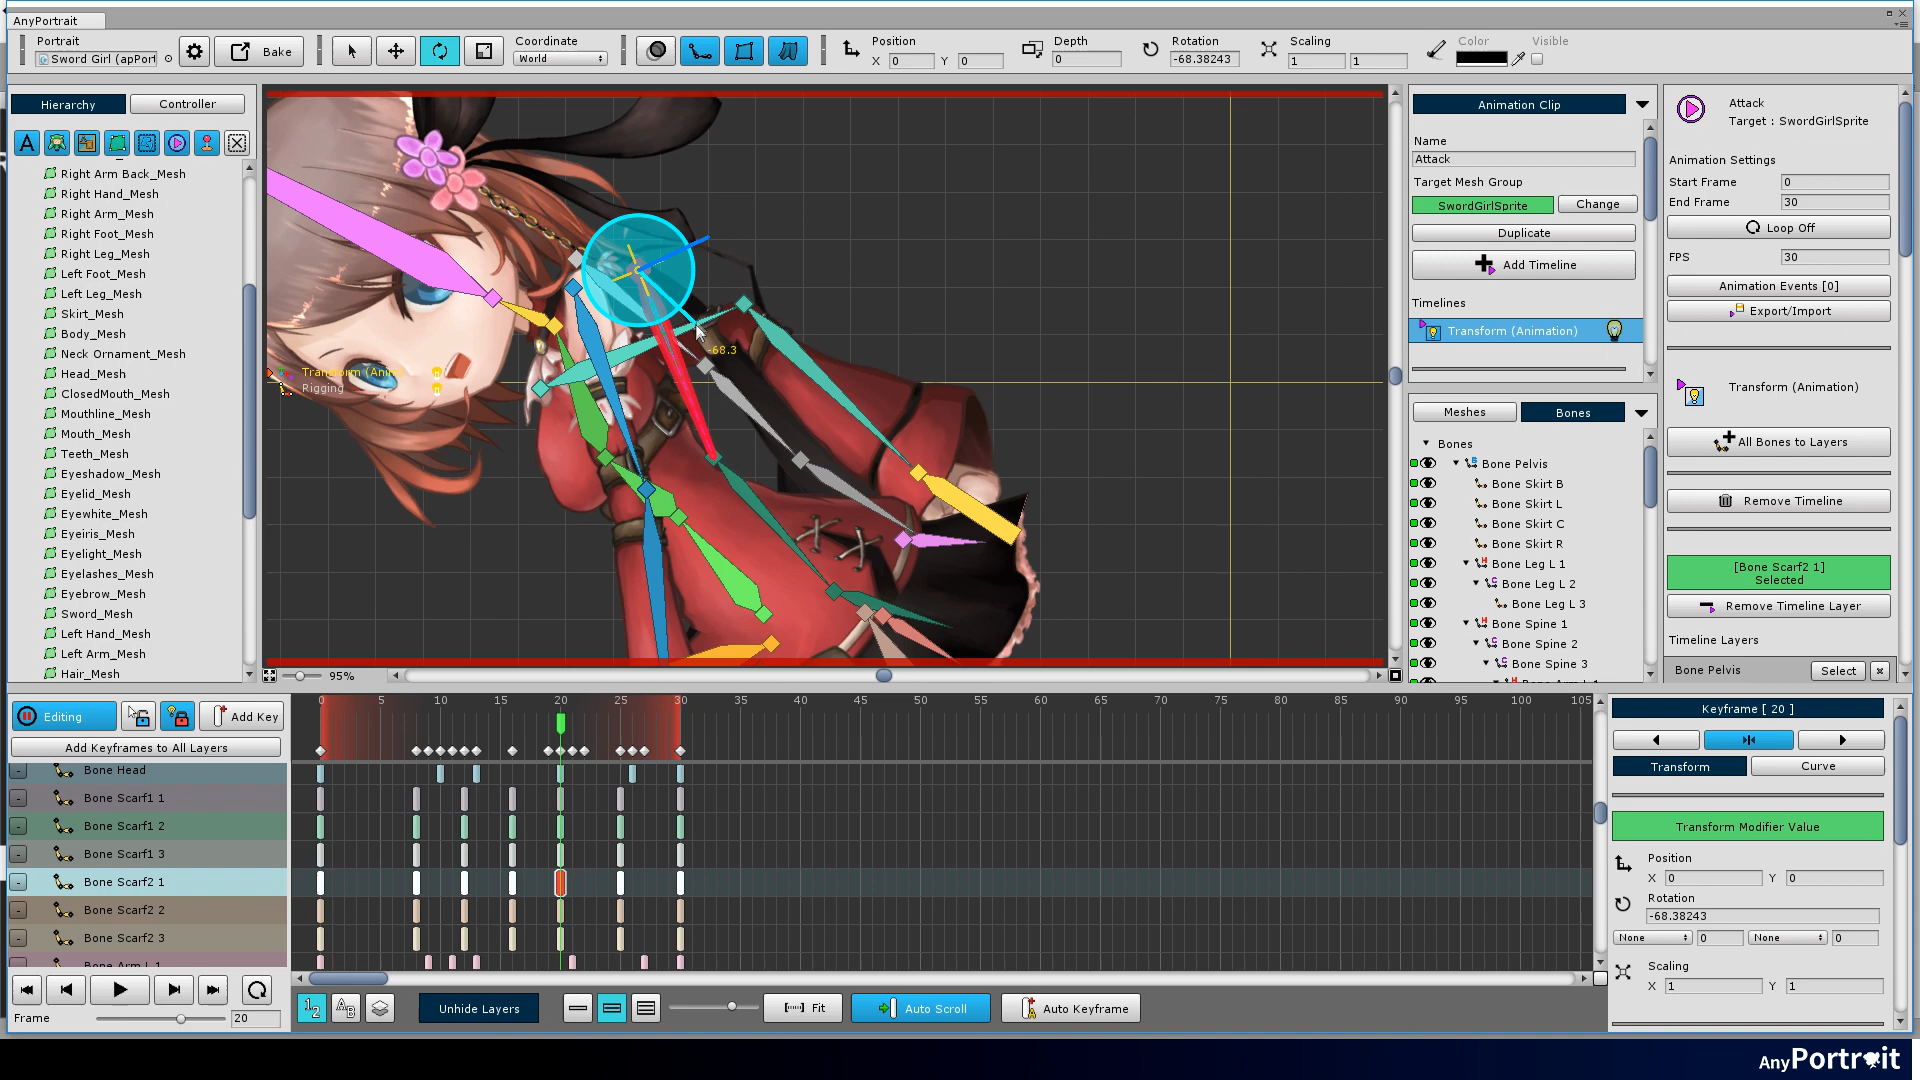 AnyPortrait
Portrait
Sword Girl (apPort
Bake
Coordinate
World
Position
X 0 Y 0
Depth
0
Rotation
-68.38243
Scaling
1 1
Color
Visible
Hierarchy
Controller
Right Arm Back_Mesh
Right Hand_Mesh
Right Arm_Mesh
Right Foot_Mesh
Right Leg_Mesh
Left Foot_Mesh
Left Leg_Mesh
Skirt_Mesh
Body_Mesh
Neck Ornament_Mesh
Head_Mesh
ClosedMouth_Mesh
Mouthline_Mesh
Mouth_Mesh
Teeth_Mesh
Eyeshadow_Mesh
Eyelid_Mesh
Eyewhite_Mesh
Eyeiris_Mesh
Eyelight_Mesh
Eyelashes_Mesh
Eyebrow_Mesh
Sword_Mesh
Left Hand_Mesh
Left Arm_Mesh
Hair_Mesh
-68.3
Transform (Anim
Rigging
95%
Animation Clip
Name
Attack
Target Mesh Group
SwordGirlSprite
Change
Duplicate
Add Timeline
Timelines
Transform (Animation)
Meshes
Bones
Bones
Bone Pelvis
Bone Skirt B
Bone Skirt L
Bone Skirt C
Bone Skirt R
Bone Leg L 1
Bone Leg L 2
Bone Leg L 3
Bone Spine 1
Bone Spine 2
Bone Spine 3
Attack
Target : SwordGirlSprite
Animation Settings
Start Frame 0
End Frame 30
Loop Off
FPS 30
Animation Events [0]
Export/Import
Transform (Animation)
All Bones to Layers
Remove Timeline
[Bone Scarf2 1]
Selected
Remove Timeline Layer
Timeline Layers
Bone Pelvis
Select
Editing
Add Key
Add Keyframes to All Layers
0 5 10 15 20 25 30 35 40 45 50 55 60 65 70 75 80 85 90 95 100 105
Bone Head
Bone Scarf1 1
Bone Scarf1 2
Bone Scarf1 3
Bone Scarf2 1
Bone Scarf2 2
Bone Scarf2 3
Bone Arm L 1
Frame
20
Unhide Layers
Fit
Auto Scroll
Auto Keyframe
Keyframe [ 20 ]
Transform
Curve
Transform Modifier Value
Position
X 0 Y 0
Rotation
-68.38243
None 0 None 0
Scaling
X 1 Y 1
AnyPortrait